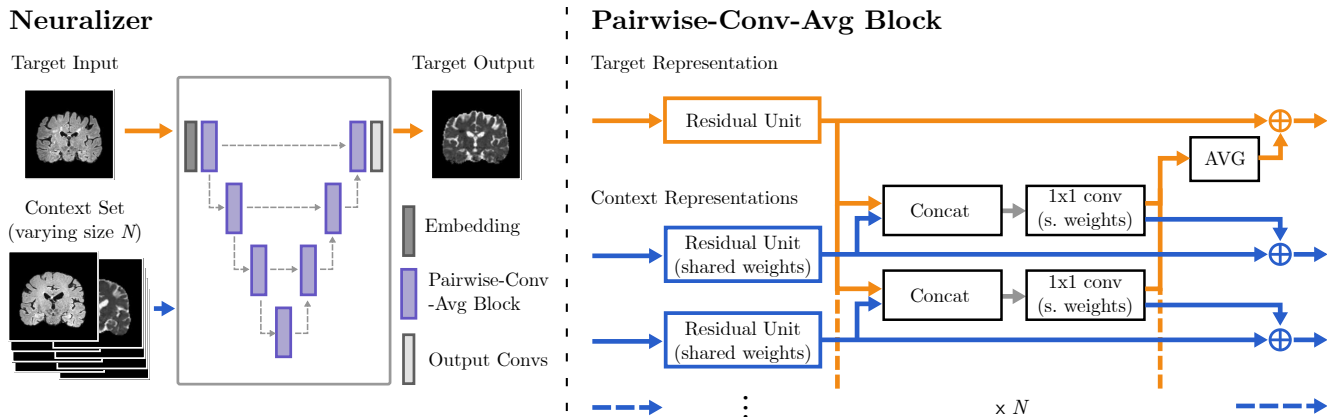 Neuralizer
Target Input
Target Output
Context Set
(varying size N)
Embedding
Pairwise-Conv
-Avg Block
Output Convs
Pairwise-Conv-Avg Block
Target Representation
Residual Unit
AVG
Context Representations
Concat
1x1 conv
(s. weights)
Residual Unit
(shared weights)
Concat
1x1 conv
(s. weights)
Residual Unit
(shared weights)
x N